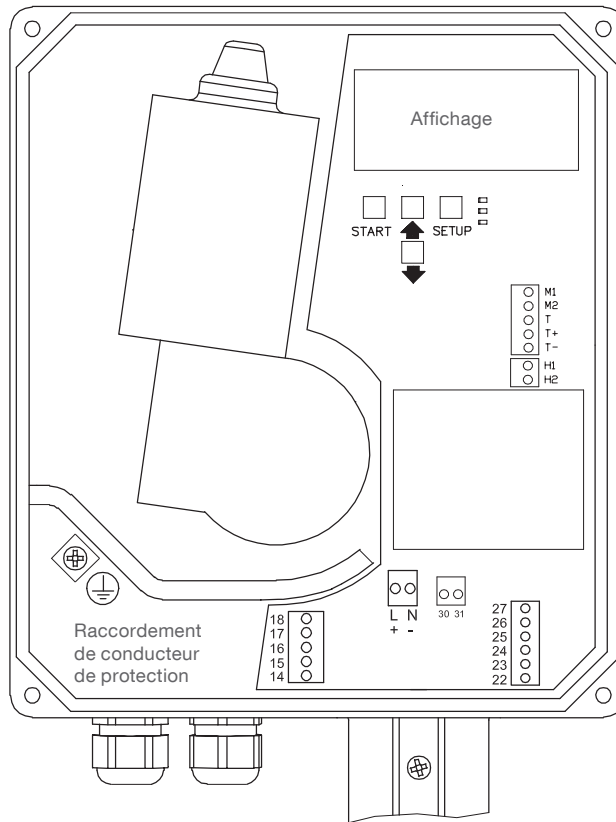 Affichage
START
SETUP
M1
M2
T
T+
T-
H1
H2
L N
+ -
30 31
27
26
25
24
23
22
18
17
16
15
14
Raccordement
de conducteur
de protection